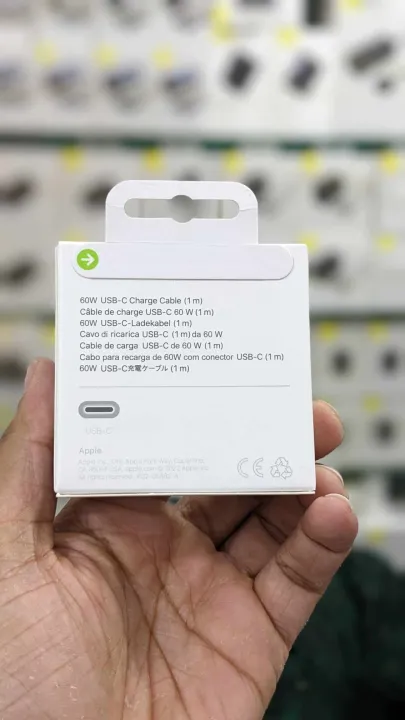 60W USB-C Charge Cable (1 m)
Câble de charge USB-C 60 W (1 m)
60W USB-C-Ladekabel (1 m)
Cavo di ricarica USB-C (1 m) da 60 W
Cable de carga USB-C de 60 W (1 m)
Cabo para recarga de 60W com conector USB-C (1 m)
60W USB-C充電ケーブル (1 m)
USB-C
Apple
CE